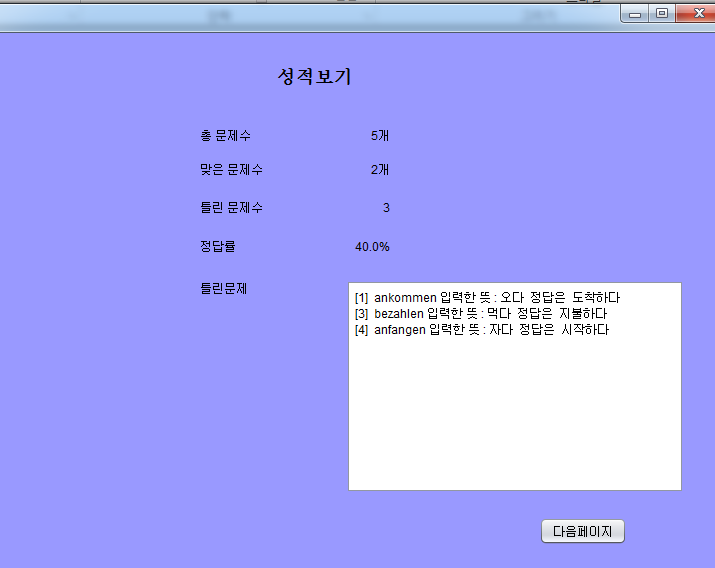 성적보기
총 문제수 5개
맞은 문제수 2개
틀린 문제수 3
정답률 40.0%
틀린문제
[1] ankommen 입력한 뜻 : 오다 정답은 도착하다
[3] bezahlen 입력한 뜻 : 먹다 정답은 지불하다
[4] anfangen 입력한 뜻 : 자다 정답은 시작하다
다음페이지